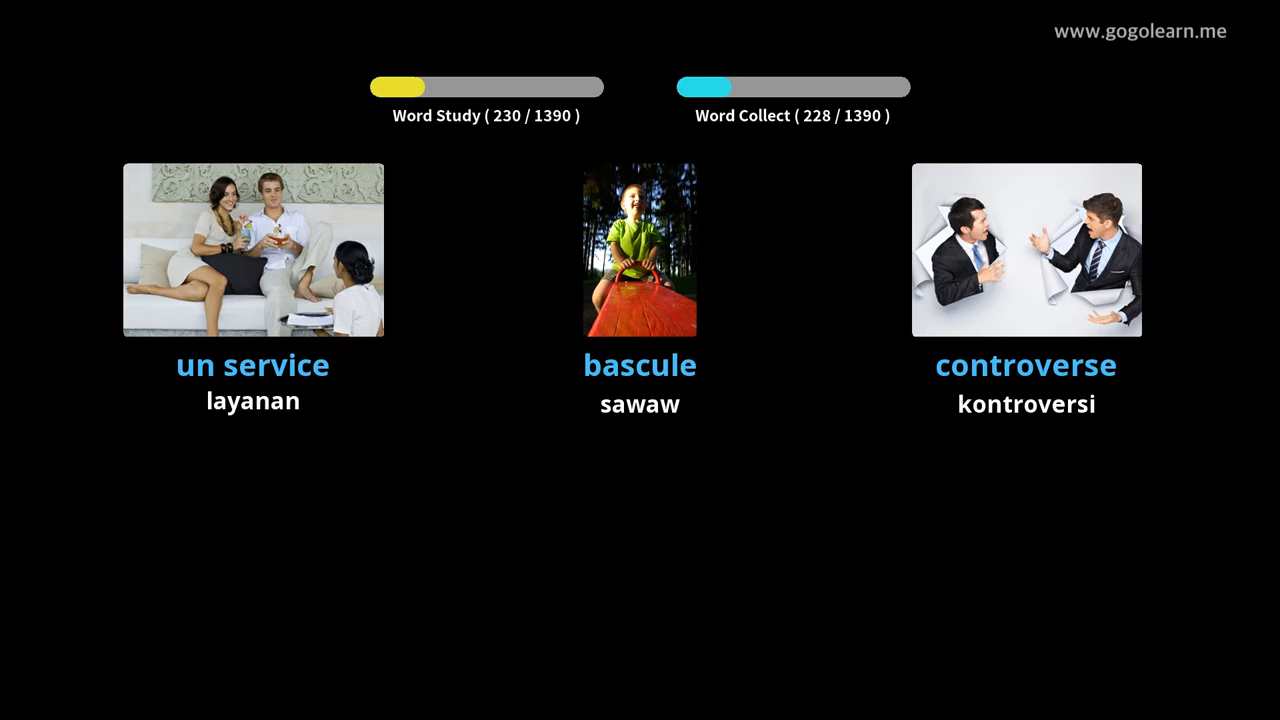 www.gogolearn.me
Word Study ( 230 / 1390 )
Word Collect ( 228 / 1390 )
un service
layanan
bascule
sawaw
controverse
kontroversi